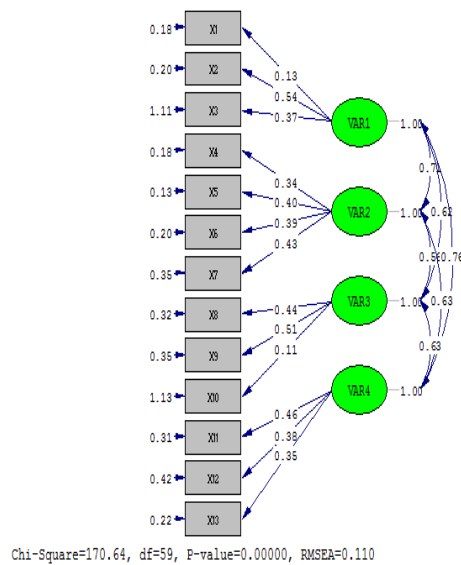 0.18 X1
0.20 X2
1.11 X3
0.18 X4
0.13 X5
0.20 X6
0.35 X7
0.32 X8
0.35 X9
1.13 X10
0.31 X11
0.42 X12
0.22 X13
0.13
0.54
0.37
0.34
0.40
0.39
0.43
0.44
0.51
0.11
0.46
0.38
0.35
VAR1 1.00
VAR2 1.00
VAR3 1.00
VAR4 1.00
0.62
0.76
0.63
0.63
Chi-Square=170.64, df=59, P-value=0.00000, RMSEA=0.110